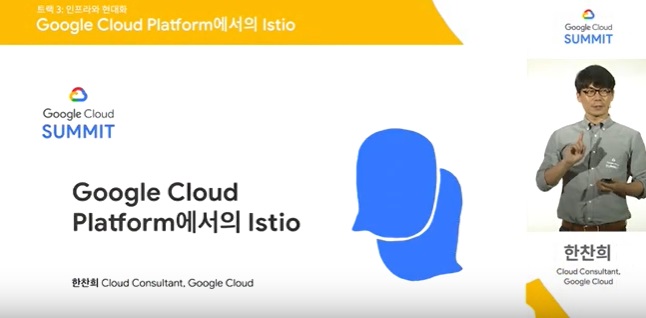 트랙 3: 인프라와 현대화
Google Cloud Platform에서의 Istio
Google Cloud
SUMMIT
Google Cloud
Platform에서의 Istio
한찬희 Cloud Consultant, Google Cloud
Google Cloud
SUMMIT
한찬희
Cloud Consultant,
Google Cloud